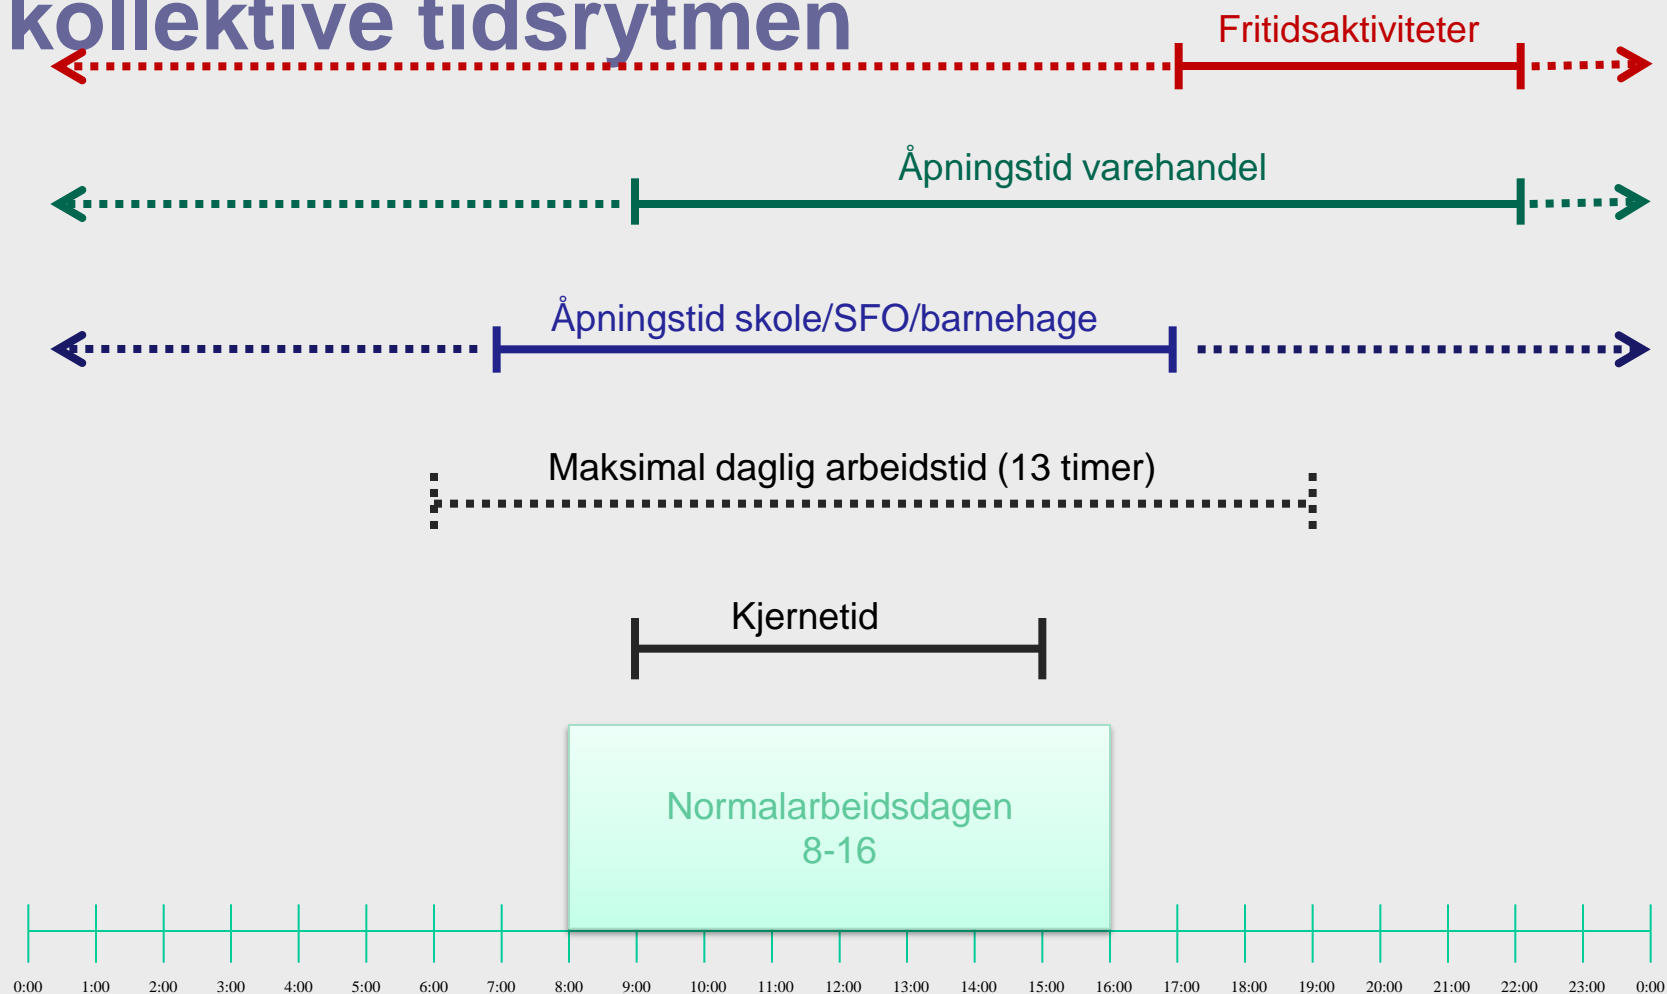 kollektive tidsrytmen
Fritidsaktiviteter
Åpningstid varehandel
Åpningstid skole/SFO/barnehage
Maksimal daglig arbeidstid (13 timer)
Kjernetid
Normalarbeidsdagen
8-16
0:00 1:00 2:00 3:00 4:00 5:00 6:00 7:00 8:00 9:00 10:00 11:00 12:00 13:00 14:00 15:00 16:00 17:00 18:00 19:00 20:00 21:00 22:00 23:00 0:00